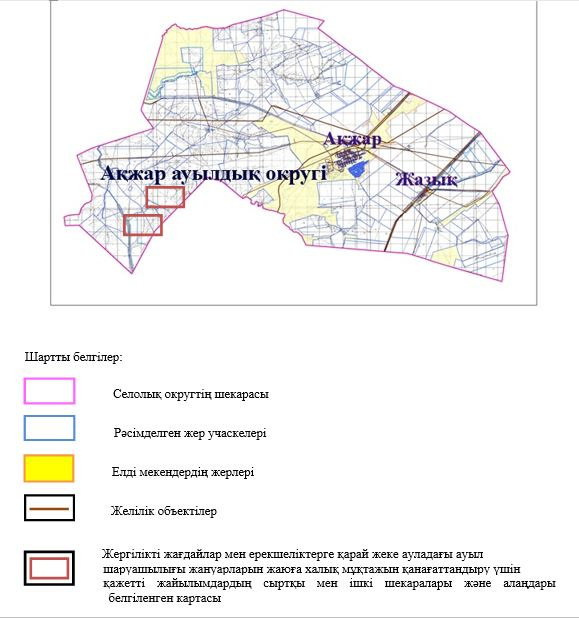 Ақжар
Ақжар ауылдық округі
Жазық
Шартты белгілер:
Селолық округтің шекарасы
Рәсімделген жер учаскелері
Елді мекендердің жерлері
Желілік объектілер
Жергілікті жағдайлар мен ерекшеліктерге қарай жеке ауладағы ауыл
шаруашылығы жануарларын жаюға халық мұқтажын қанағаттандыру үшін
қажетті жайылымдардың сыртқы мен ішкі шекаралары және алаңдары
белгіленген картасы